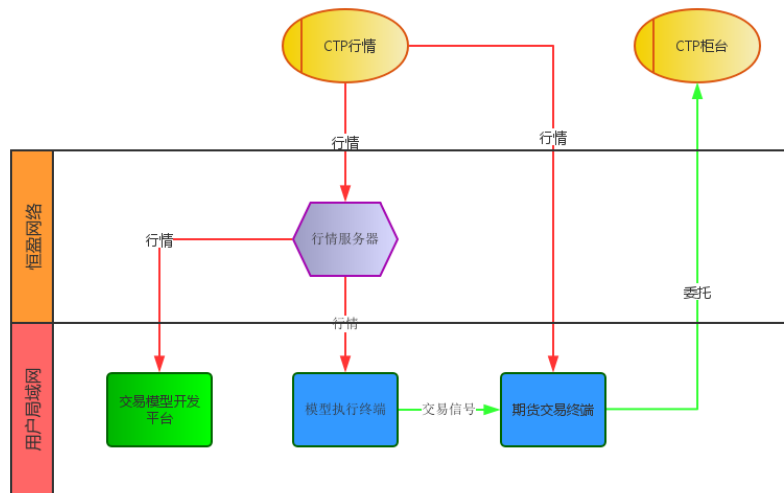 CTP行情
CTP柜台
行情
行情
恒盈网络
行情服务器
行情
委托
行情
用户局域网
交易模型开发
平台
模型执行终端
交易信号
期货交易终端